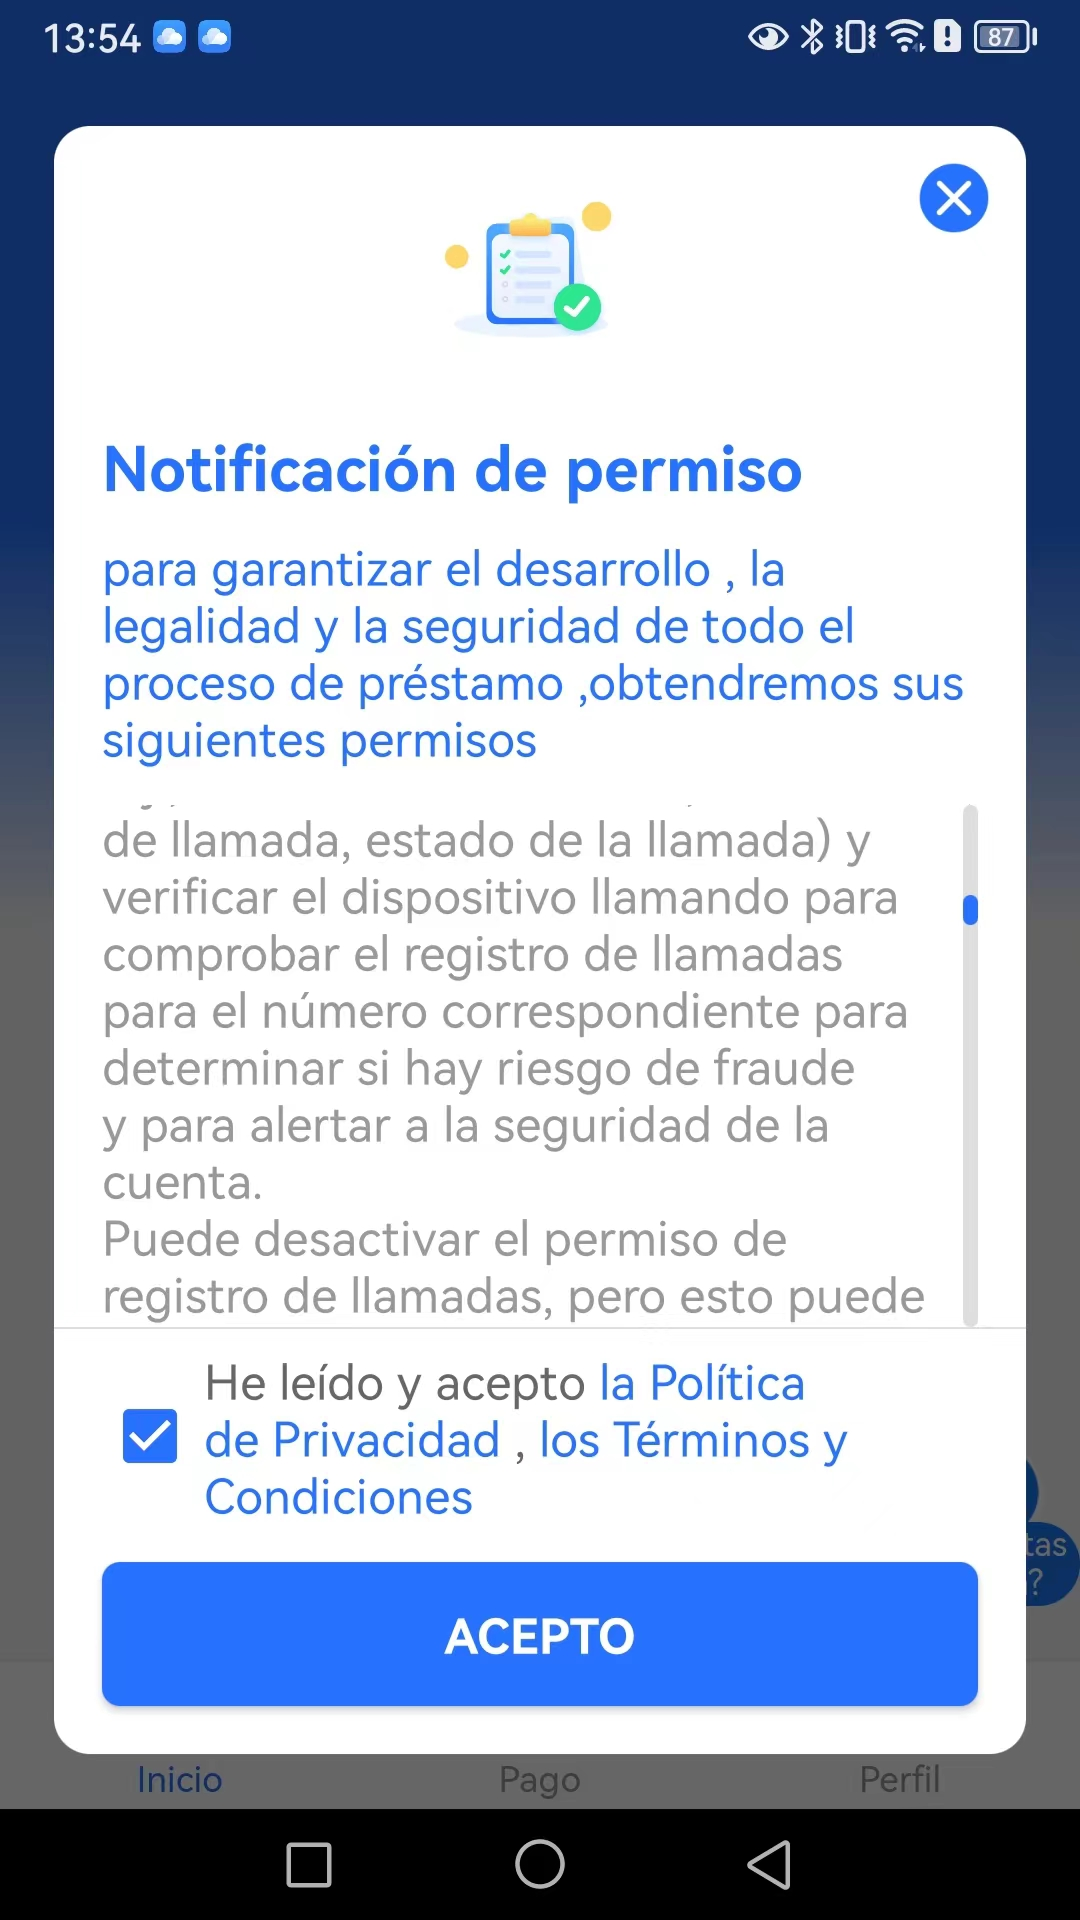 13:54
87
Notificación de permiso
para garantizar el desarrollo , la
legalidad y la seguridad de todo el
proceso de préstamo ,obtendremos sus
siguientes permisos
de llamada, estado de la llamada) y
verificar el dispositivo llamando para
comprobar el registro de llamadas
para el número correspondiente para
determinar si hay riesgo de fraude
y para alertar a la seguridad de la
cuenta.
Puede desactivar el permiso de
registro de llamadas, pero esto puede
He leído y acepto la Política
de Privacidad , los Términos y
Condiciones
tas
?
ACEPTO
Inicio
Pago
Perfil